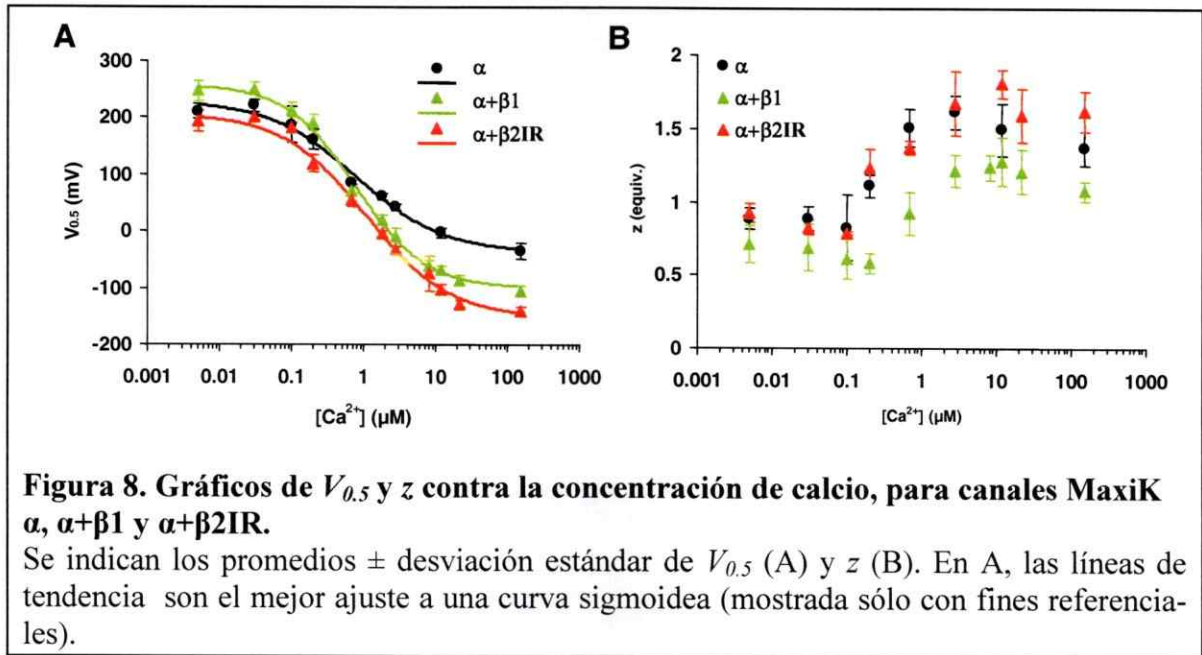 A
300
200
100
0
-100
-200
V0.5 (mV)
α
α+β1
α+β2IR
0.001 0.01 0.1 1 10 100 1000
[Ca2+] (µM)
B
2
1.5
1
0.5
0
z (equiv.)
α
α+β1
α+β2IR
0.001 0.01 0.1 1 10 100 1000
[Ca2+] (µM)
Figura 8. Gráficos de V0.5 y z contra la concentración de calcio, para canales MaxiK
α, α+β1 y α+β2IR.
Se indican los promedios ± desviación estándar de V0.5 (A) y z (B). En A, las líneas de
tendencia son el mejor ajuste a una curva sigmoidea (mostrada sólo con fines referencia-
les).